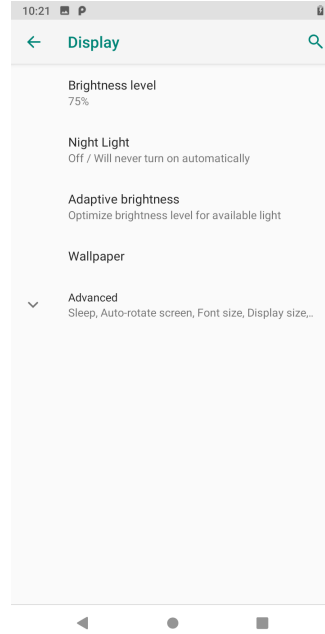 10:21
Display
Brightness level
75%
Night Light
Off / Will never turn on automatically
Adaptive brightness
Optimize brightness level for available light
Wallpaper
Advanced
Sleep, Auto-rotate screen, Font size, Display size,..